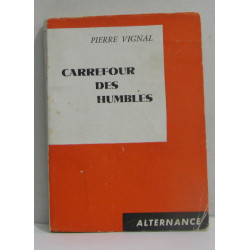 PIERRE VIGNAL
CARREFOUR
DES
HUMBLES
ALTERNANCE